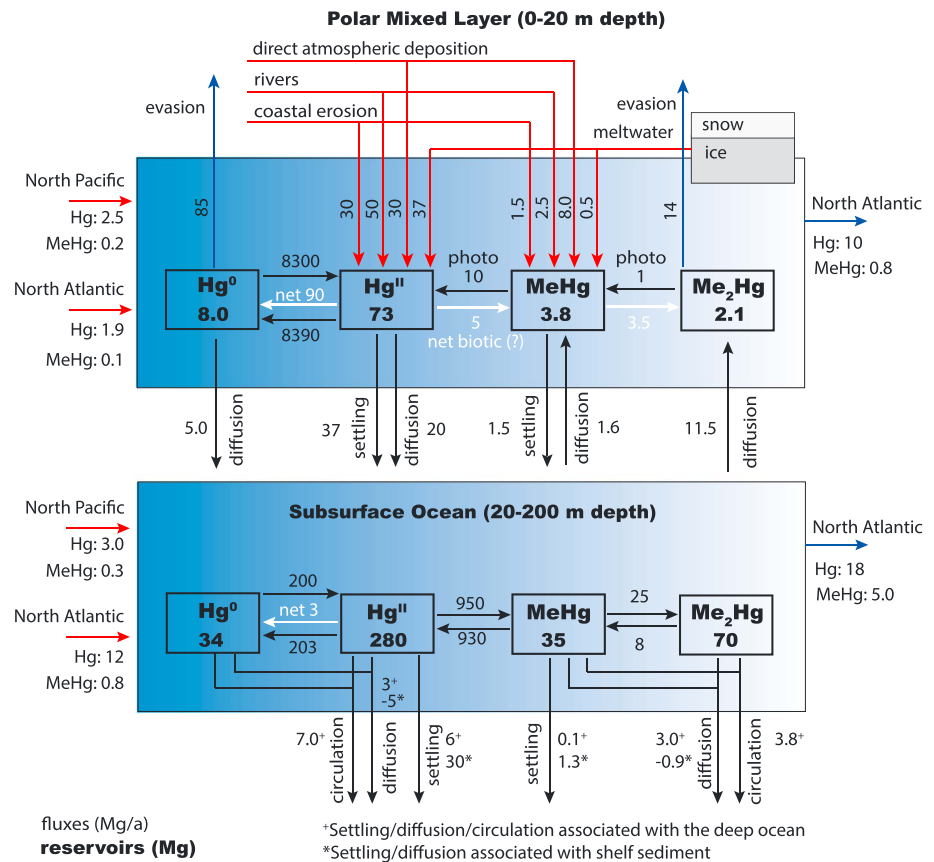 Polar Mixed Layer (0-20 m depth)
direct atmospheric deposition
rivers
coastal erosion
evasion
evasion
meltwater
snow
ice
North Pacific
Hg: 2.5
MeHg: 0.2
North Atlantic
Hg: 1.9
MeHg: 0.1
North Atlantic
Hg: 10
MeHg: 0.8
85
30
50
30
37
1.5
2.5
8.0
0.5
14
Hg⁰
8.0
8300
net 90
8390
Hgᴵᴵ
73
photo
10
5
net biotic (?)
MeHg
3.8
photo
1
3.5
Me₂Hg
2.1
5.0
diffusion
37
settling
diffusion
20
1.5
settling
diffusion
1.6
11.5
diffusion
Subsurface Ocean (20-200 m depth)
North Pacific
Hg: 3.0
MeHg: 0.3
North Atlantic
Hg: 12
MeHg: 0.8
North Atlantic
Hg: 18
MeHg: 5.0
Hg⁰
34
200
net 3
203
Hgᴵᴵ
280
950
930
MeHg
35
25
8
Me₂Hg
70
3⁺
-5*
7.0⁺
circulation
diffusion
settling
6⁺
30*
settling
0.1⁺
1.3*
3.0⁺
-0.9*
diffusion
circulation
3.8⁺
fluxes (Mg/a)
reservoirs (Mg)
⁺Settling/diffusion/circulation associated with the deep ocean
*Settling/diffusion associated with shelf sediment